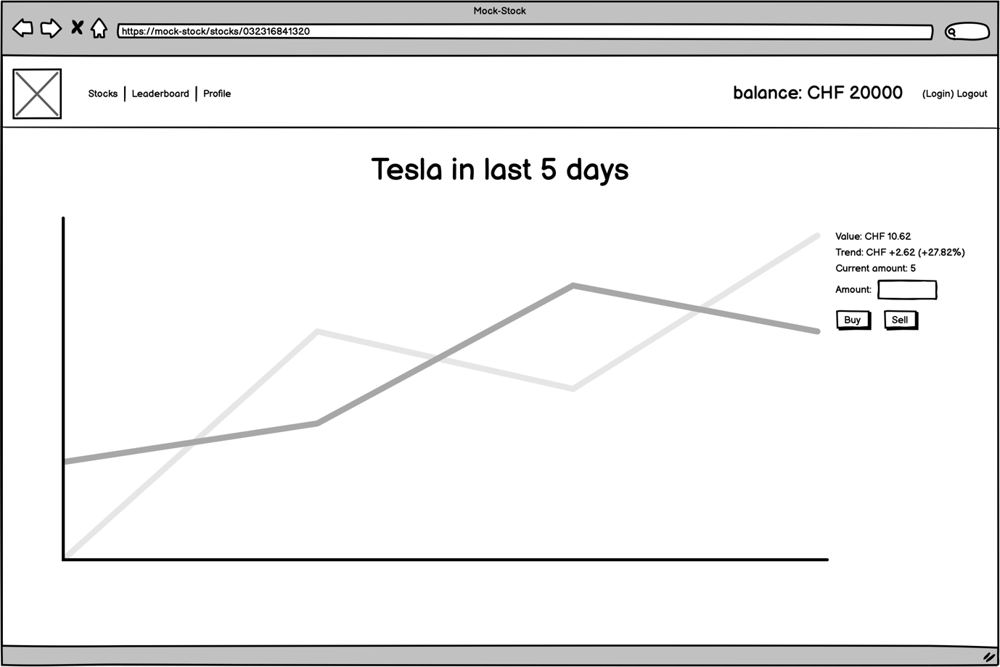 Mock-Stock
https://mock-stock/stocks/032316841320
Stocks | Leaderboard | Profile
balance: CHF 20000
(Login) Logout
Tesla in last 5 days
Value: CHF 10.62
Trend: CHF +2.62 (+27.82%)
Current amount: 5
Amount:
Buy
Sell